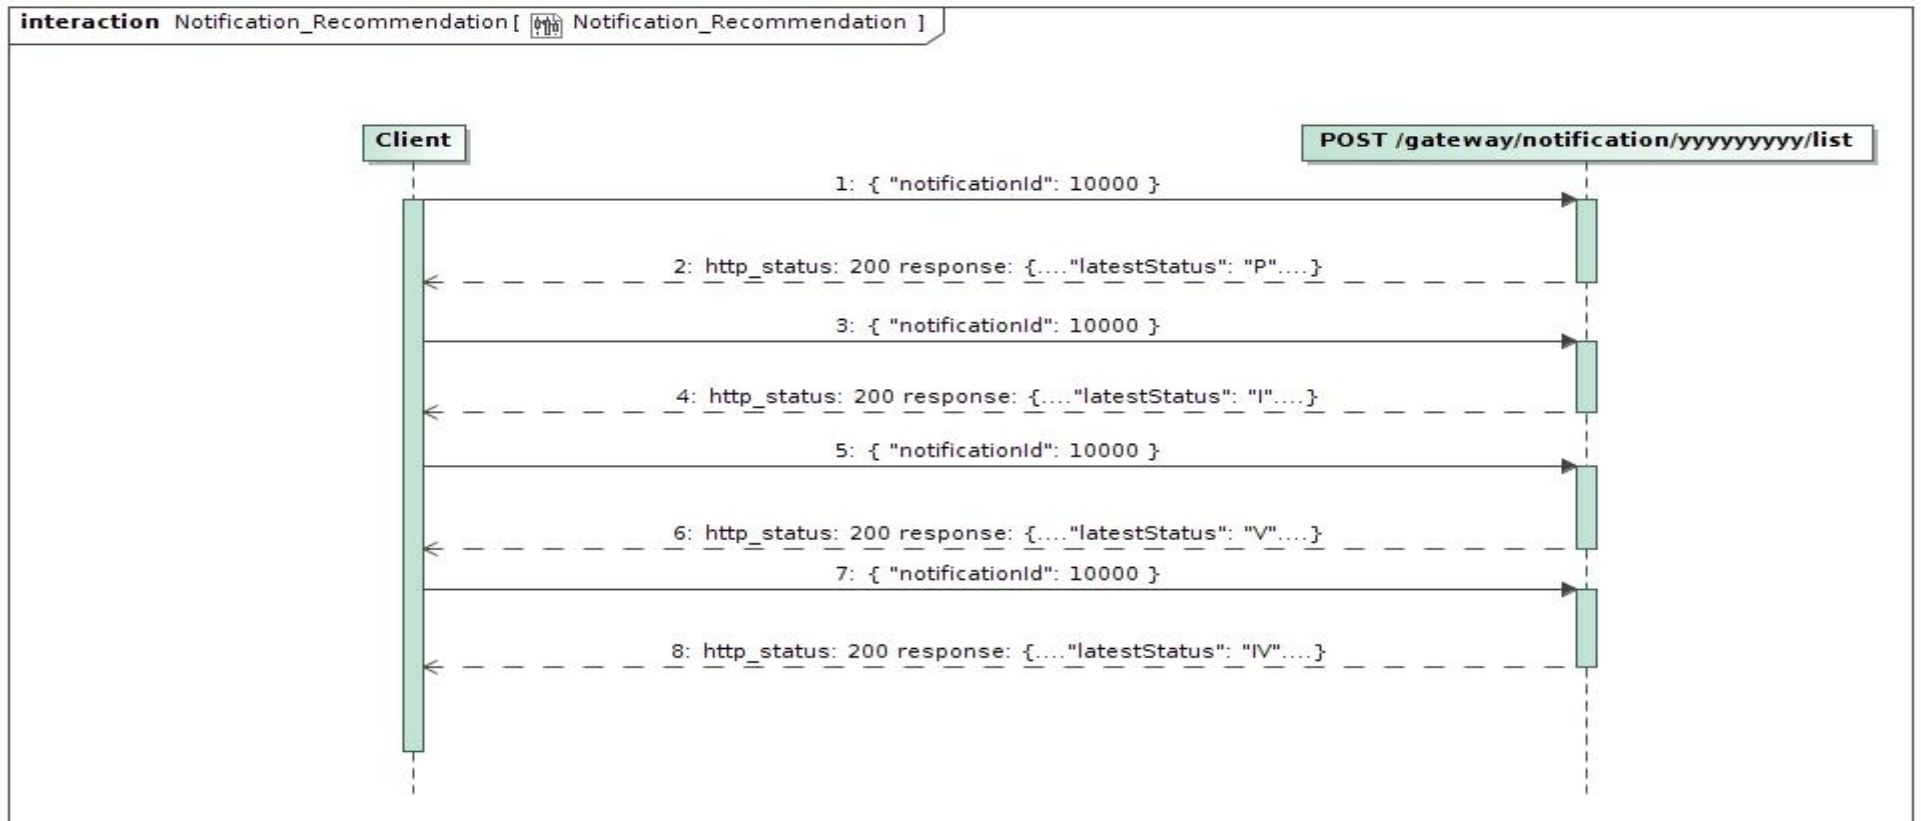 interaction Notification_Recommendation[ Notification_Recommendation ]
Client
POST /gateway/notification/yyyyyyyyy/list
1: { "notificationId": 10000 }
2: http_status: 200 response: {...."latestStatus": "P"....}
3: { "notificationId": 10000 }
4: http_status: 200 response: {...."latestStatus": "I"....}
5: { "notificationId": 10000 }
6: http_status: 200 response: {...."latestStatus": "V"....}
7: { "notificationId": 10000 }
8: http_status: 200 response: {...."latestStatus": "IV"....}